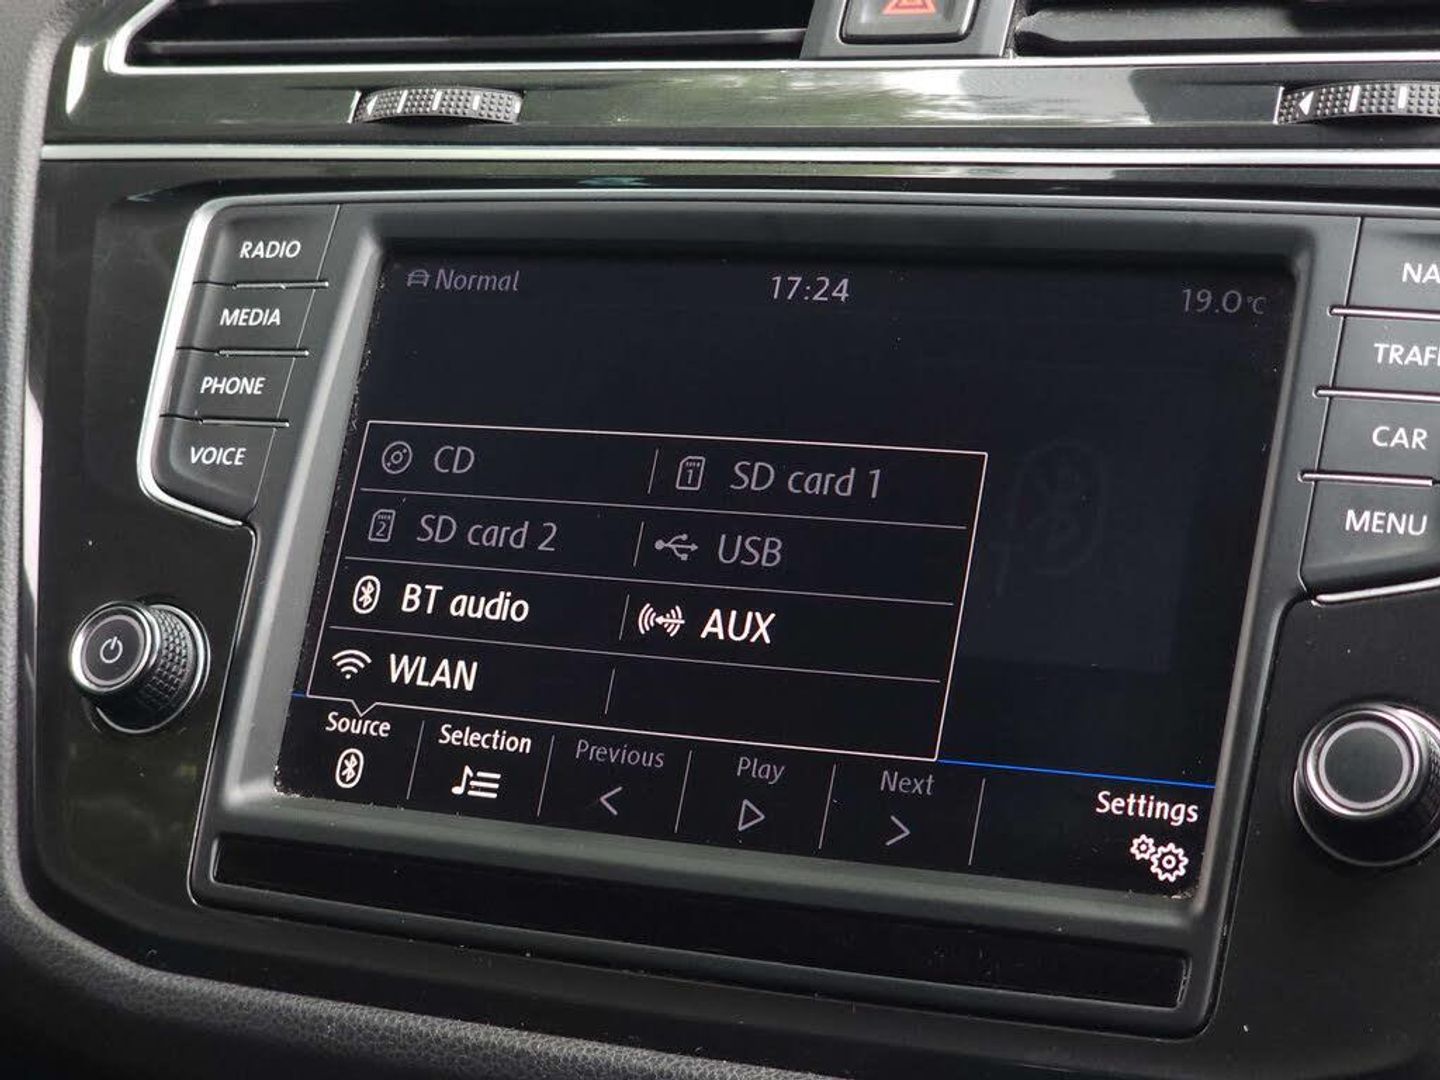 RADIO
MEDIA
PHONE
VOICE
Normal 17:24 19.0°C
CD SD card 1
SD card 2 USB
BT audio AUX
WLAN
Source Selection Previous Play Next Settings
CAR
MENU